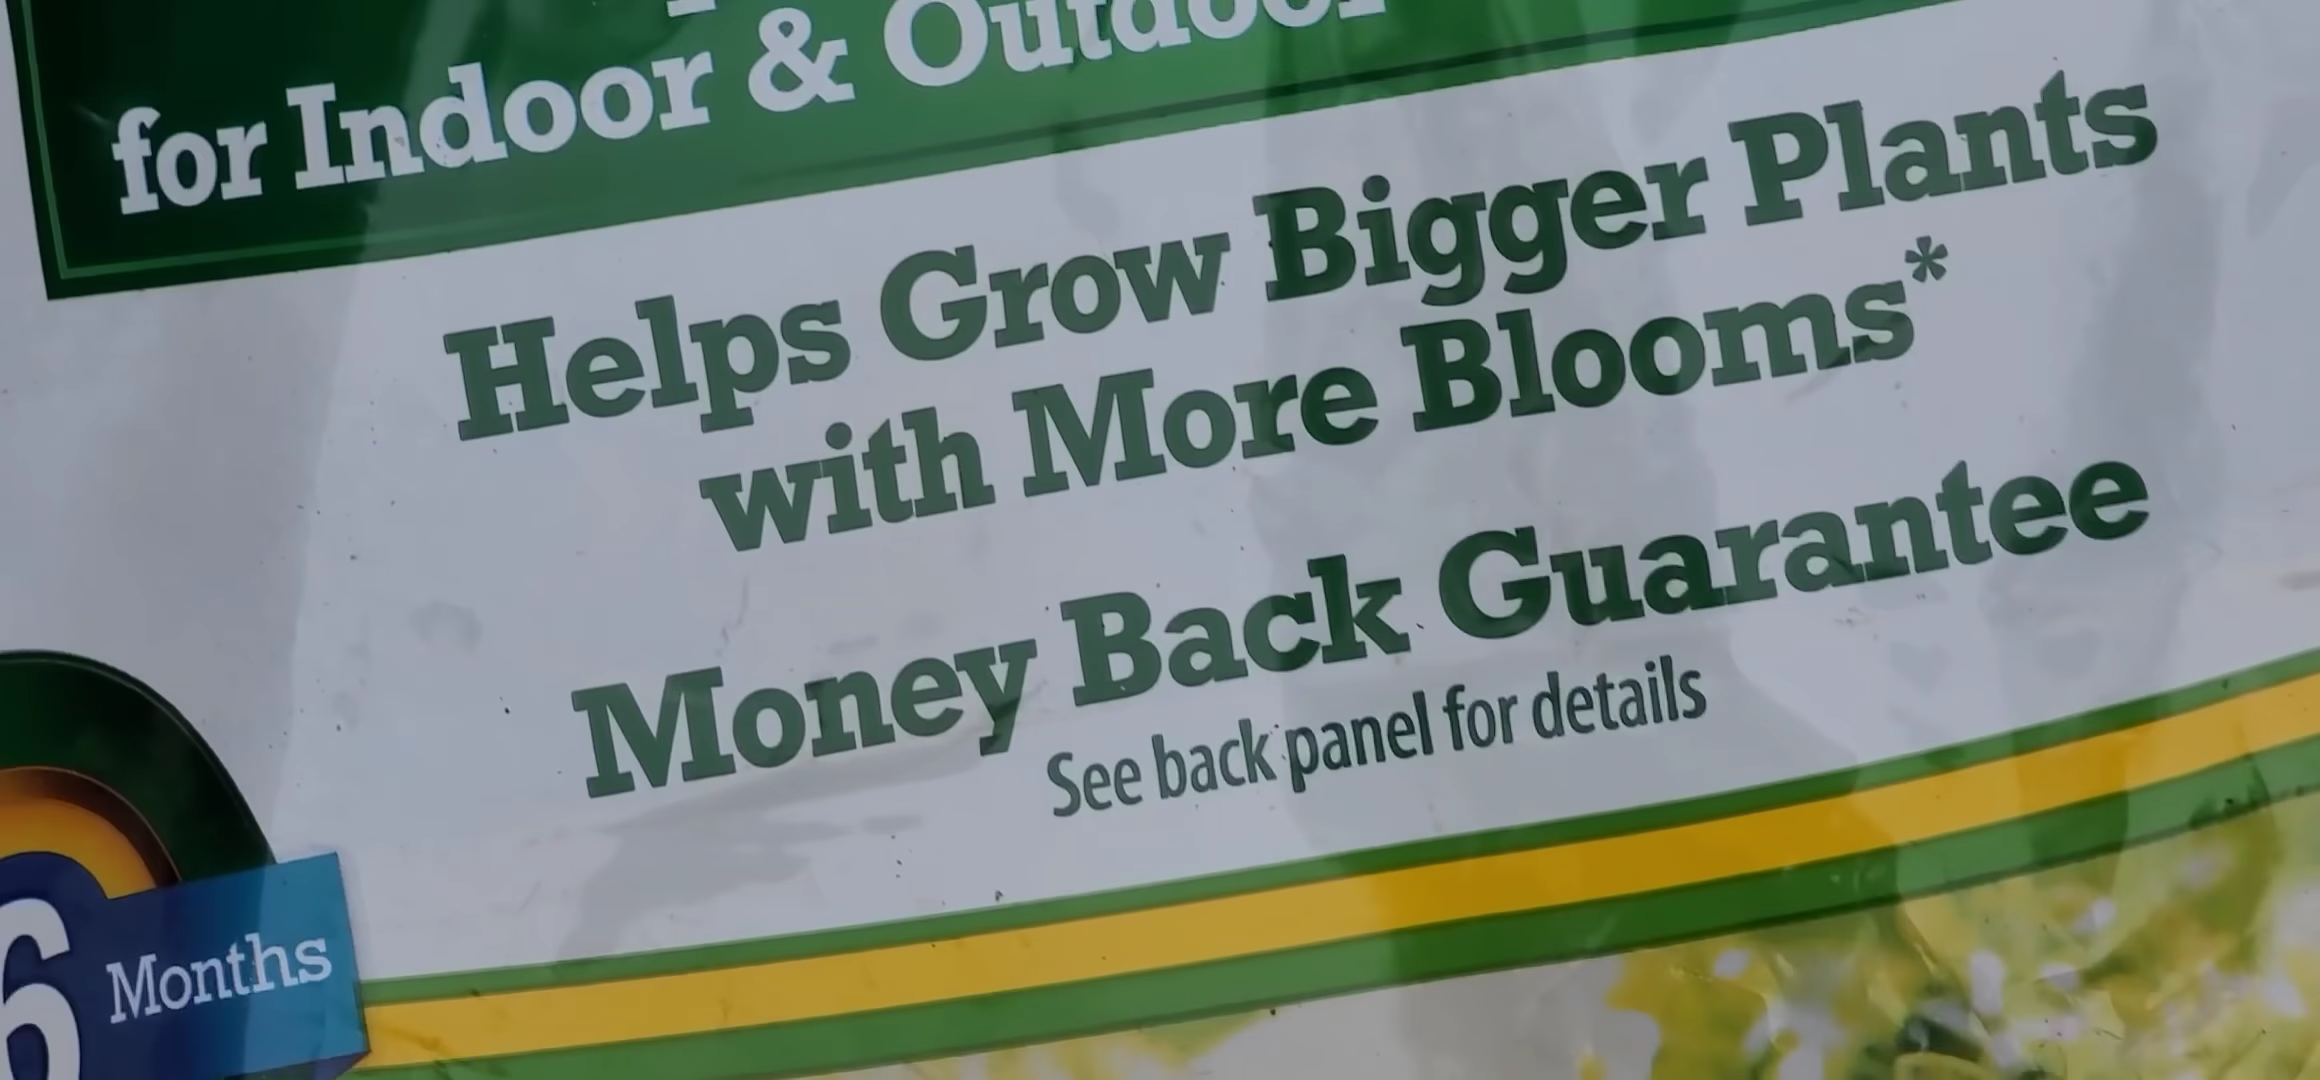 for Indoor & Outdoor
Helps Grow Bigger Plants
with More Blooms*
Money Back Guarantee
See back panel for details
6 Months